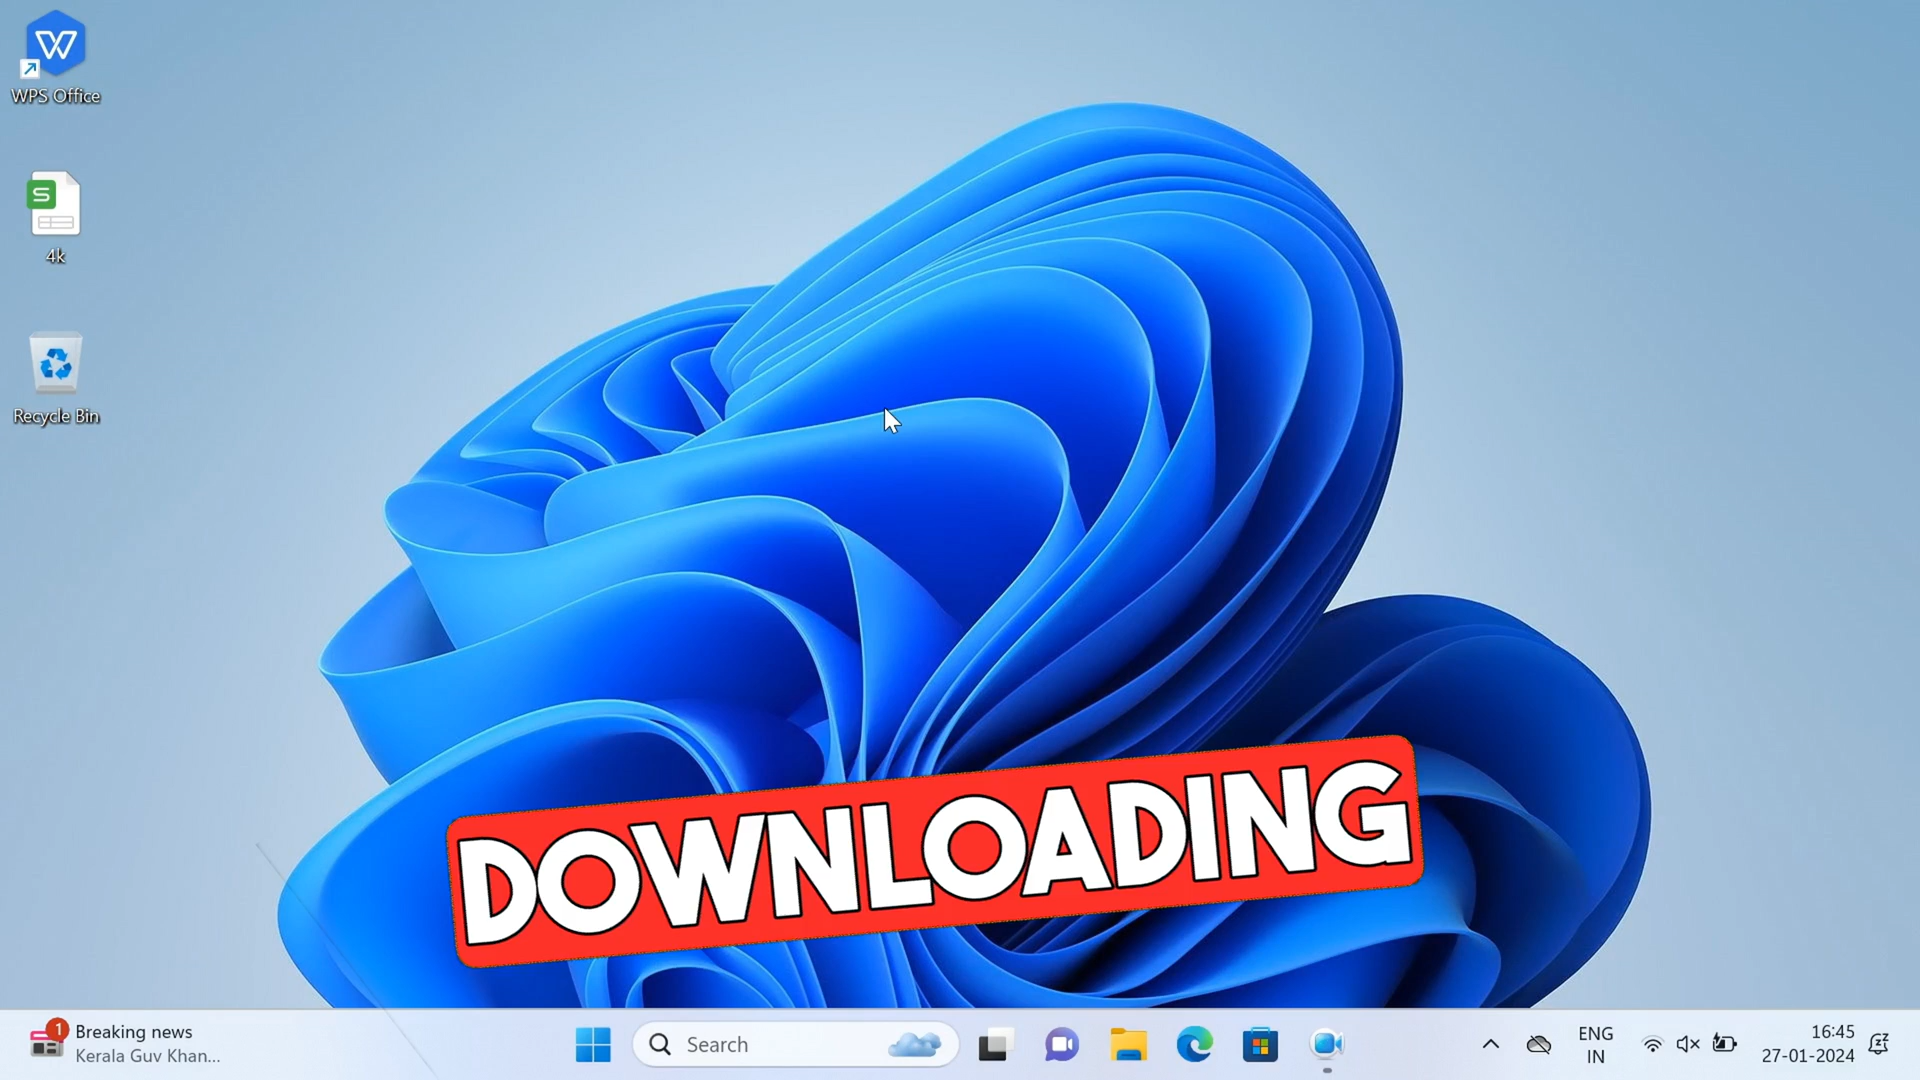 WPS Office
4k
Recycle Bin
DOWNLOADING
1
Breaking news
Kerala Guv Khan...
Search
ENG
IN
16:45
27-01-2024